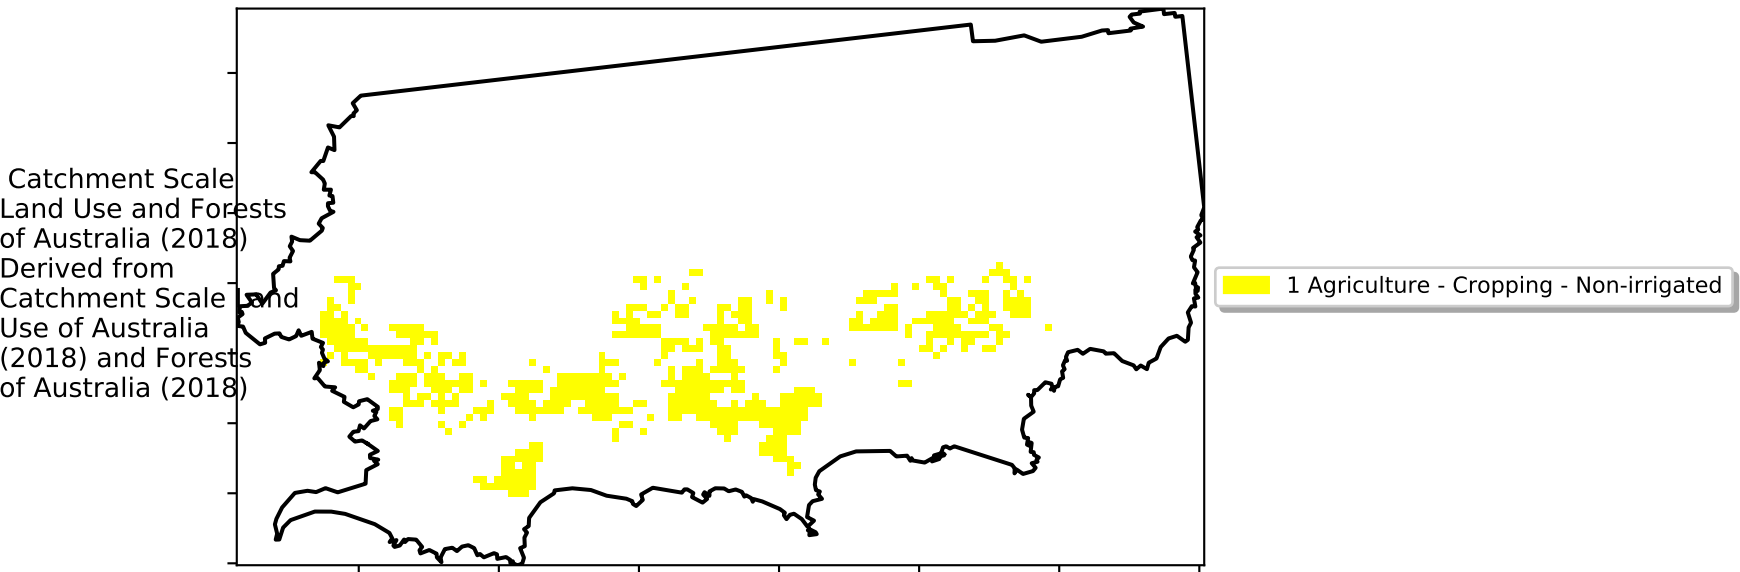 Catchment Scale
Land Use and Forests
of Australia (2018)
Derived from
Catchment Scale Land
Use of Australia
(2018) and Forests
of Australia (2018)
1 Agriculture - Cropping - Non-irrigated